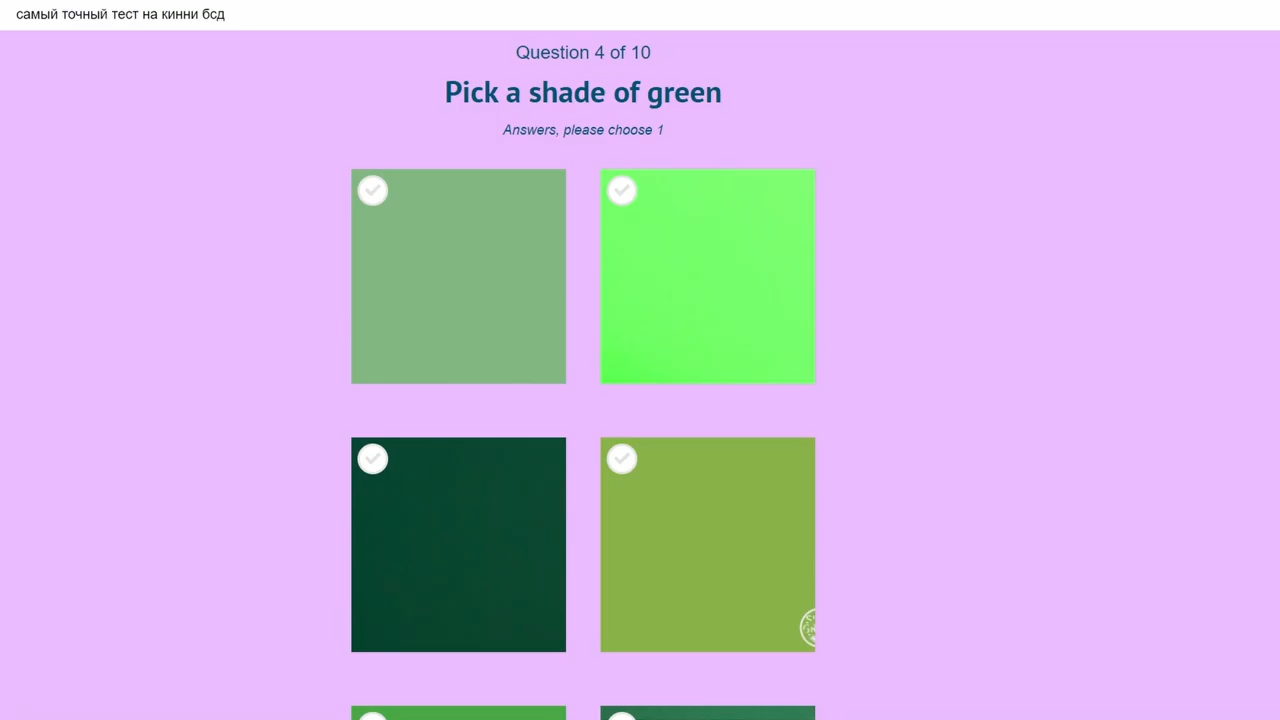 самый точный тест на кинни бсд
Question 4 of 10
Pick a shade of green
Answers, please choose 1